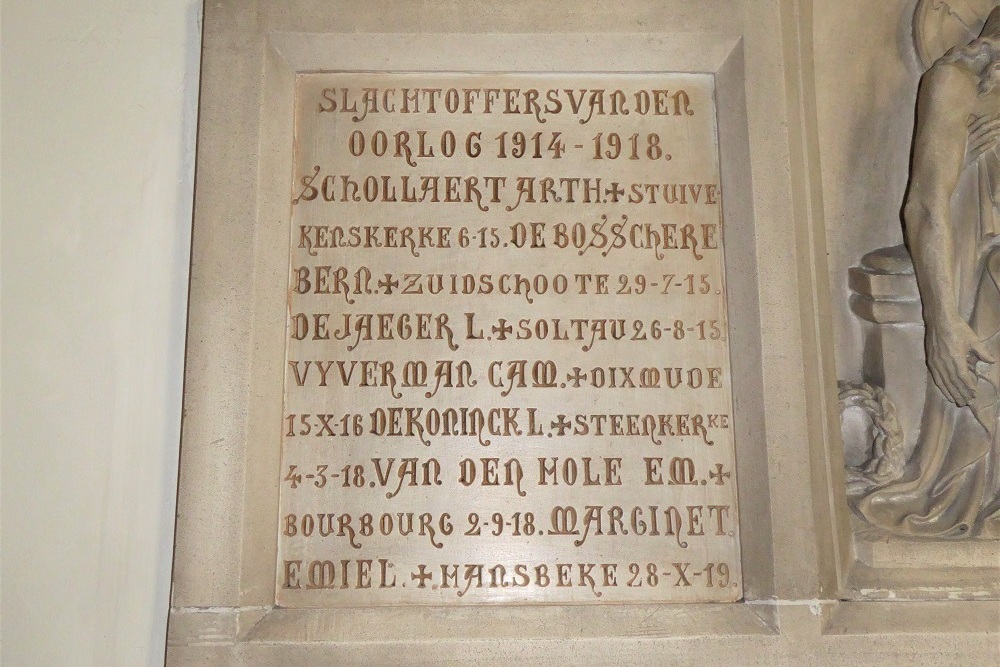 SLACHTOFFERS VAN DEN
OORLOG 1914 - 1918.
SCHOLLAERT ARTH.✠STUIVE-
KENSKERKE 6-15. DE BOSSCHERE
BERN.✠ZUIDSCHOOTE 29-7-15.
DE JAEGER L.✠SOLTAU 26-8-15.
VYVERMAN CAM.✠DIXMUDE
15-X-16 DEKONINCK L.✠STEENKERKE
4-3-18. VAN DEN HOLE EM.✠
BOURBOURG 2-9-18. MARGINET.
EMIEL.✠HANSBEKE 28-X-19.